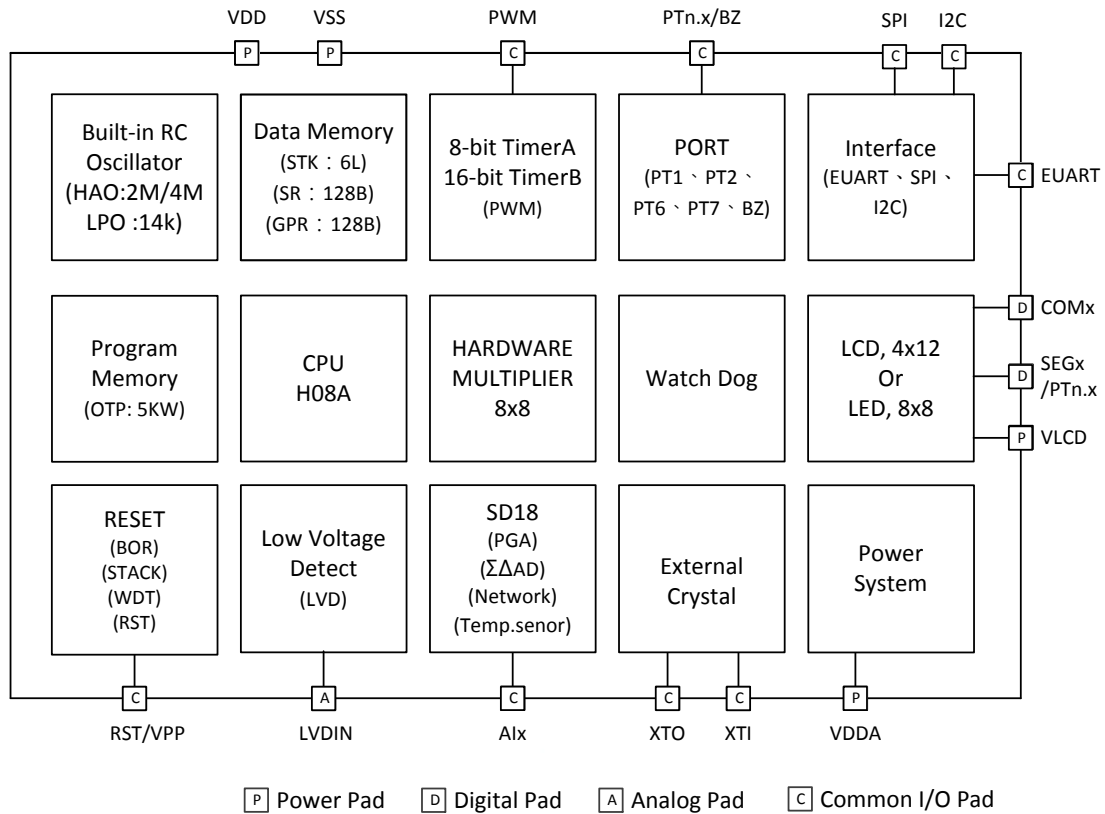 VDD
VSS
PWM
PTn.x/BZ
SPI
I2C
P
P
C
C
C
C
Built-in RC
Oscillator
(HAO:2M/4M
LPO :14k)
Data Memory
(STK：6L)
(SR：128B)
(GPR：128B)
8-bit TimerA
16-bit TimerB
(PWM)
PORT
(PT1、PT2、
PT6、PT7、BZ)
Interface
(EUART、SPI、
I2C)
C
EUART
Program
Memory
(OTP: 5KW)
CPU
H08A
HARDWARE
MULTIPLIER
8x8
Watch Dog
LCD, 4x12
Or
LED, 8x8
D
COMx
D
SEGx
/PTn.x
P
VLCD
RESET
(BOR)
(STACK)
(WDT)
(RST)
Low Voltage
Detect
(LVD)
SD18
(PGA)
(ΣΔAD)
(Network)
(Temp.senor)
External
Crystal
Power
System
C
A
C
C
C
P
RST/VPP
LVDIN
AIx
XTO
XTI
VDDA
P Power Pad
D Digital Pad
A Analog Pad
C Common I/O Pad